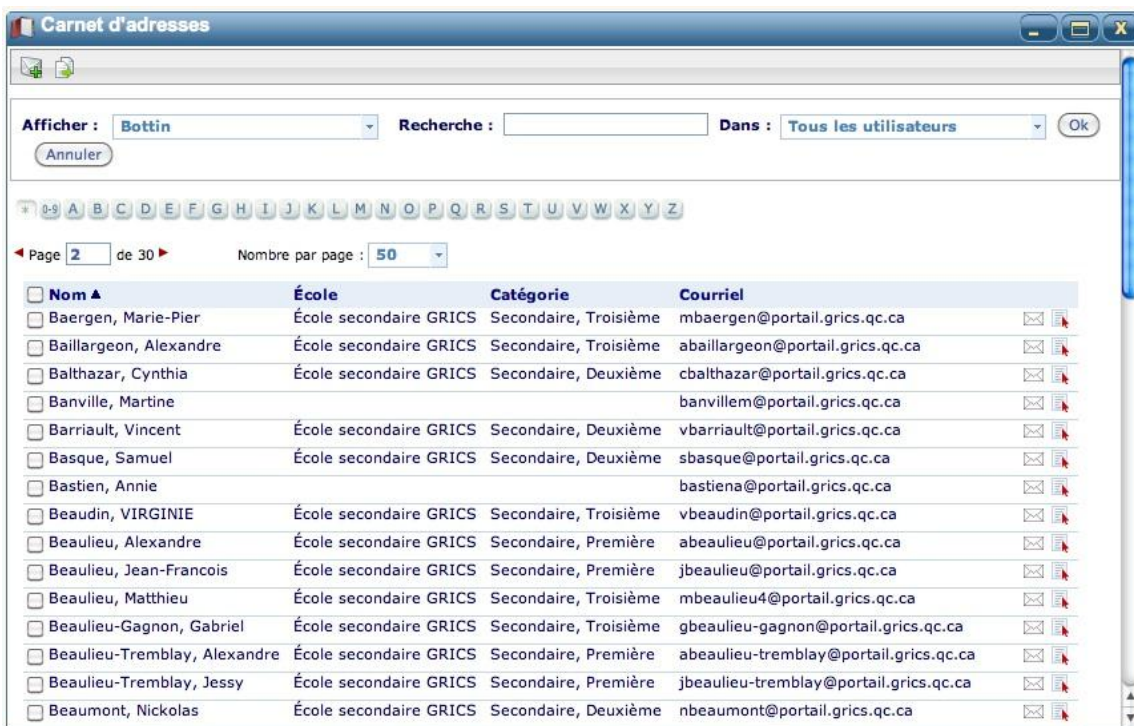 Carnet d'adresses
Afficher : Bottin Recherche : Dans : Tous les utilisateurs Ok
Annuler
* 0-9 A B C D E F G H I J K L M N O P Q R S T U V W X Y Z
Page 2 de 30 Nombre par page : 50
Nom École Catégorie Courriel
Baergen, Marie-Pier École secondaire GRICS Secondaire, Troisième mbaergen@portail.grics.qc.ca
Baillargeon, Alexandre École secondaire GRICS Secondaire, Troisième abaillargeon@portail.grics.qc.ca
Balthazar, Cynthia École secondaire GRICS Secondaire, Deuxième cbalthazar@portail.grics.qc.ca
Banville, Martine banvillem@portail.grics.qc.ca
Barriault, Vincent École secondaire GRICS Secondaire, Deuxième vbarriault@portail.grics.qc.ca
Basque, Samuel École secondaire GRICS Secondaire, Deuxième sbasque@portail.grics.qc.ca
Bastien, Annie bastiena@portail.grics.qc.ca
Beaudin, VIRGINIE École secondaire GRICS Secondaire, Troisième vbeaudin@portail.grics.qc.ca
Beaulieu, Alexandre École secondaire GRICS Secondaire, Première abeaulieu@portail.grics.qc.ca
Beaulieu, Jean-Francois École secondaire GRICS Secondaire, Première jbeaulieu@portail.grics.qc.ca
Beaulieu, Matthieu École secondaire GRICS Secondaire, Troisième mbeaulieu4@portail.grics.qc.ca
Beaulieu-Gagnon, Gabriel École secondaire GRICS Secondaire, Troisième gbeaulieu-gagnon@portail.grics.qc.ca
Beaulieu-Tremblay, Alexandre École secondaire GRICS Secondaire, Première abeaulieu-tremblay@portail.grics.qc.ca
Beaulieu-Tremblay, Jessy École secondaire GRICS Secondaire, Première jbeaulieu-tremblay@portail.grics.qc.ca
Beaumont, Nickolas École secondaire GRICS Secondaire, Deuxième nbeaumont@portail.grics.qc.ca